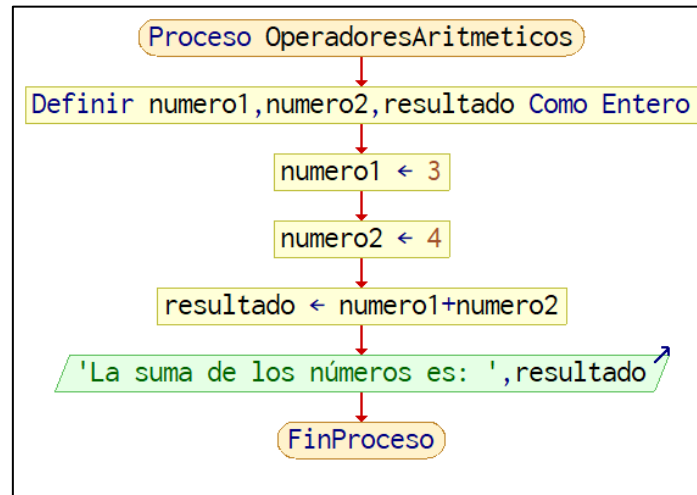 Proceso OperadoresAritmeticos
Definir numero1,numero2,resultado Como Entero
numero1 ← 3
numero2 ← 4
resultado ← numero1+numero2
'La suma de los números es: ',resultado
FinProceso